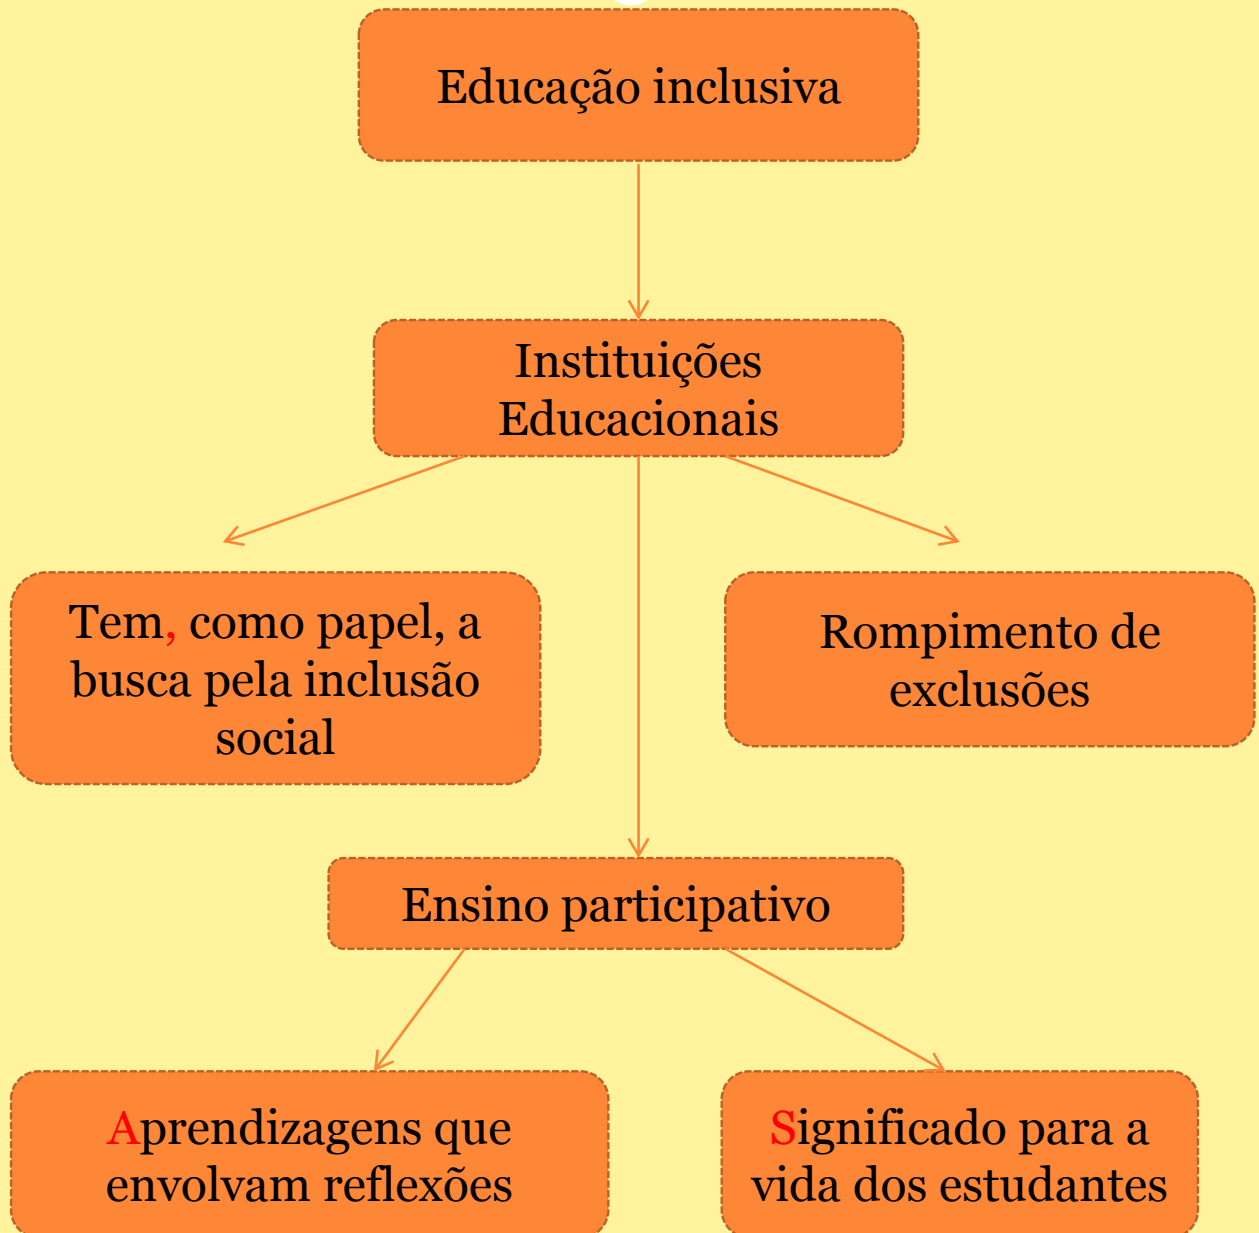 Educação inclusiva
Instituições
Educacionais
Tem, como papel, a
busca pela inclusão
social
Rompimento de
exclusões
Ensino participativo
Aprendizagens que
envolvam reflexões
Significado para a
vida dos estudantes